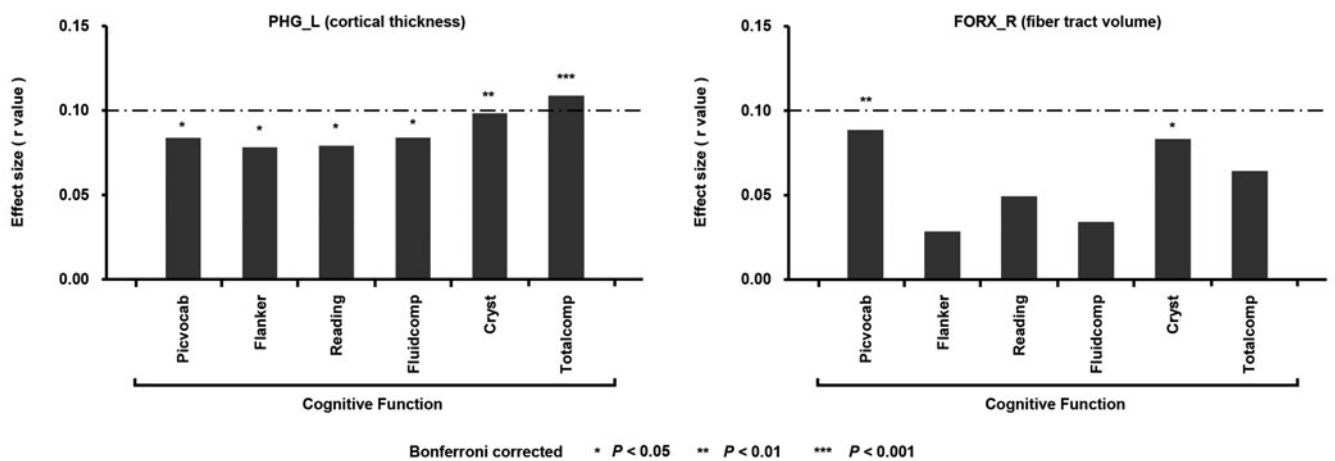 PHG_L (cortical thickness)
Effect size ( r value )
0.15
0.10
0.05
0.00
*
*
*
*
**
***
Picvocab
Flanker
Reading
Fluidcomp
Cryst
Totalcomp
Cognitive Function
FORX_R (fiber tract volume)
Effect size ( r value )
0.15
0.10
0.05
0.00
**
*
Picvocab
Flanker
Reading
Fluidcomp
Cryst
Totalcomp
Cognitive Function
Bonferroni corrected * P < 0.05 ** P < 0.01 *** P < 0.001